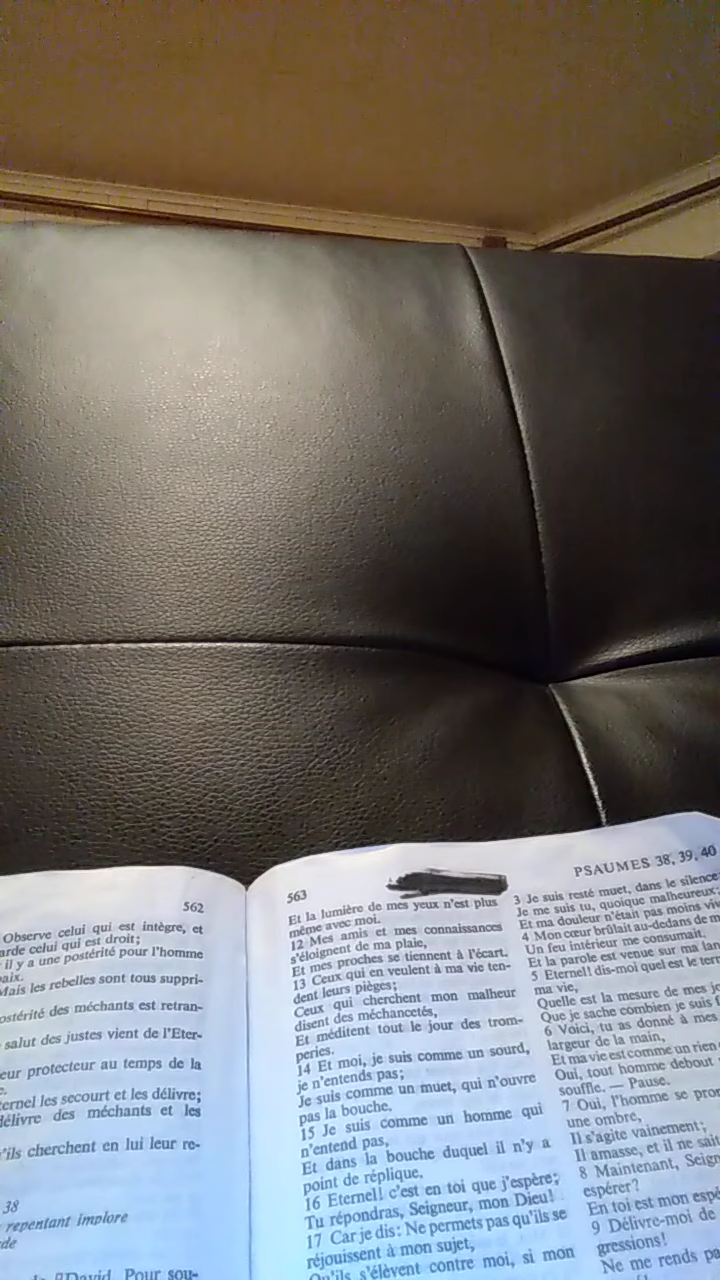 562
Observe celui qui est intègre, et
celui qui est droit;
il y a une postérité pour l'homme
Mais les rebelles sont tous suppri-
postérité des méchants est retran-
salut des justes vient de l'Eter-
protecteur au temps de la
les secourt et les délivre;
délivre des méchants et les
qu'ils cherchent en lui leur re-
38
repentant implore
David. Pour sou-
563
PSAUMES 38, 39, 40
Et la lumière de mes yeux n'est plus
même avec moi.
12 Mes amis et mes connaissances
s'éloignent de ma plaie,
Et mes proches se tiennent à l'écart.
13 Ceux qui en veulent à ma vie ten-
dent leurs pièges;
Ceux qui cherchent mon malheur
disent des méchancetés,
Et méditent tout le jour des trom-
peries.
14 Et moi, je suis comme un sourd,
je n'entends pas;
Je suis comme un muet, qui n'ouvre
pas la bouche.
15 Je suis comme un homme qui
n'entend pas,
Et dans la bouche duquel il n'y a
point de réplique.
16 Eternel! c'est en toi que j'espère;
Tu répondras, Seigneur, mon Dieu!
17 Car je dis: Ne permets pas qu'ils se
réjouissent à mon sujet,
Qu'ils s'élèvent contre moi, si mon
3 Je suis resté muet, dans le silence
Je me suis tu, quoique malheureux;
Et ma douleur n'était pas moins
4 Mon cœur brûlait au-dedans de
Un feu intérieur me consumait,
Et la parole est venue sur ma
5 Eternel! dis-moi quel est le
ma vie,
Quelle est la mesure de mes
Que je sache combien je suis
6 Voici, tu as donné à mes
largeur de la main,
Et ma vie est comme un rien
Oui, tout homme debout
souffle. — Pause.
7 Oui, l'homme se
une ombre,
Il s'agite vainement;
Il amasse, et il ne
8 Maintenant,
espérer?
En toi est mon
9 Délivre-moi de
gressions!
Ne me rends